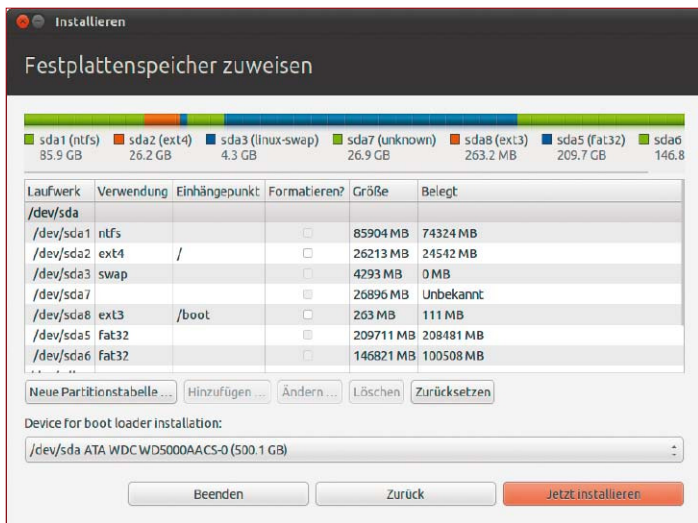 Installieren
Festplattenspeicher zuweisen
sda1 (ntfs) sda2 (ext4) sda3 (linux-swap) sda7 (unknown) sda8 (ext3) sda5 (fat32) sda6
85.9 GB 26.2 GB 4.3 GB 26.9 GB 263.2 MB 209.7 GB 146.8
Laufwerk Verwendung Einhängepunkt Formatieren? Größe Belegt
/dev/sda
/dev/sda1 ntfs 85904 MB 74324 MB
/dev/sda2 ext4 / 26213 MB 24542 MB
/dev/sda3 swap 4293 MB 0 MB
/dev/sda7 26896 MB Unbekannt
/dev/sda8 ext3 /boot 263 MB 111 MB
/dev/sda5 fat32 209711 MB 208481 MB
/dev/sda6 fat32 146821 MB 100508 MB
Neue Partitionstabelle ... Hinzufügen ... Ändern ... Löschen Zurücksetzen
Device for boot loader installation:
/dev/sda ATA WDC WD5000AACS-0 (500.1 GB)
Beenden Zurück Jetzt installieren